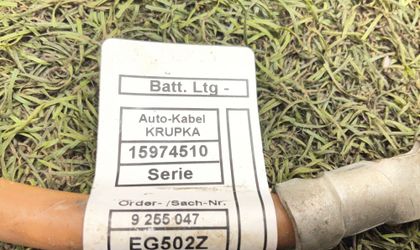 Batt. Ltg -
Auto-Kabel
KRUPKA
15974510
Serie
Order- /Sach-Nr.
9 255 047
EG502Z